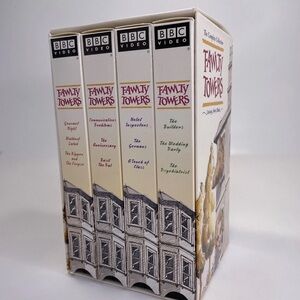 BBC
VIDEO
FAWLTY
TOWERS
Gourmet
Night
Waldorf
Salad
The Kipper
and The
Corpse
BBC
VIDEO
FAWLTY
TOWERS
Communication
Problems
The
Anniversary
Basil The
Rat
BBC
VIDEO
FAWLTY
TOWERS
Hotel
Inspectors
The
Germans
A Touch of
Class
BBC
VIDEO
FAWLTY
TOWERS
The
Builders
The Wedding
Party
The
Psychiatrist
The Complete Collection
FAWLTY
TOWERS